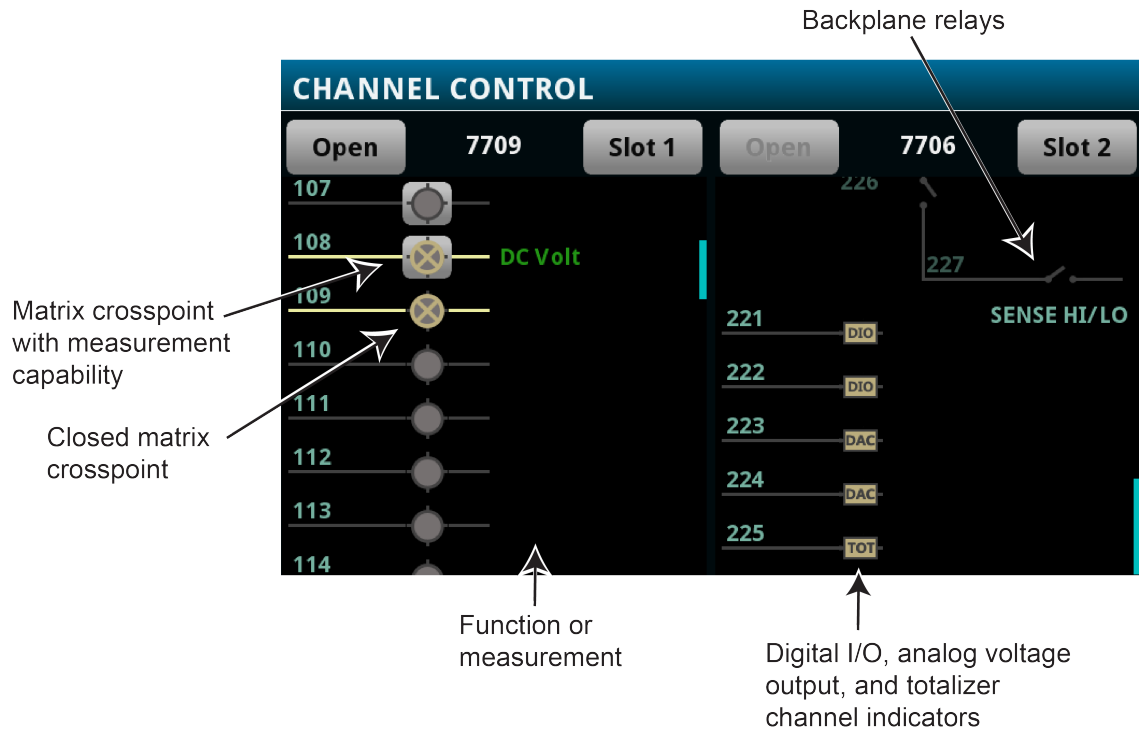 Backplane relays
CHANNEL CONTROL
Open 7709 Slot 1
Open 7706 Slot 2
107
108 DC Volt
109
110
111
112
113
114
226
227
SENSE HI/LO
221 DIO
222 DIO
223 DAC
224 DAC
225 TOT
Matrix crosspoint
with measurement
capability
Closed matrix
crosspoint
Function or
measurement
Digital I/O, analog voltage
output, and totalizer
channel indicators